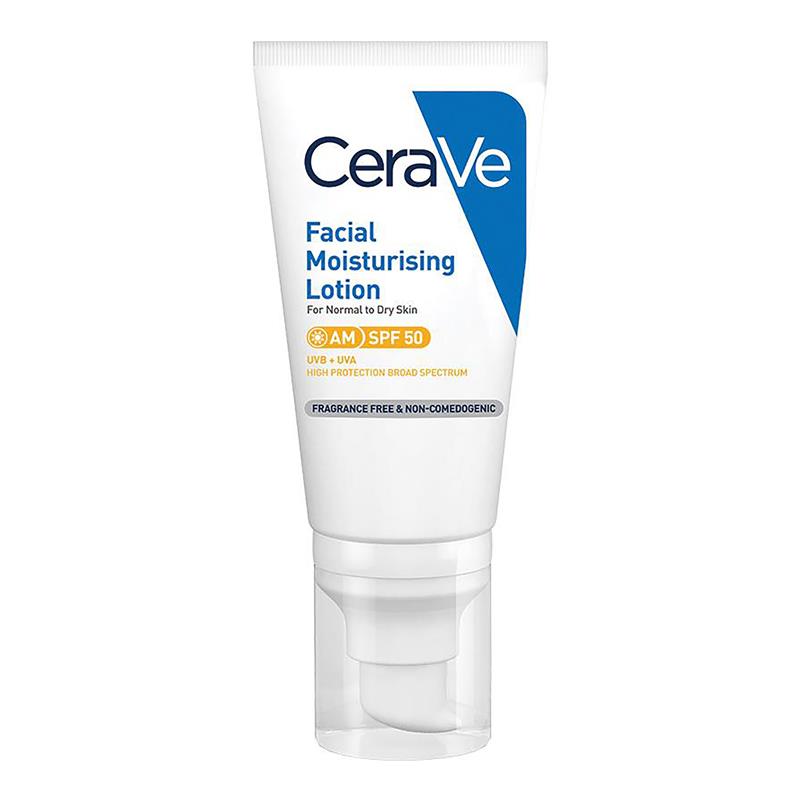 CeraVe
Facial
Moisturising
Lotion
For Normal to Dry Skin
AM SPF 50
UVB + UVA
HIGH PROTECTION BROAD SPECTRUM
FRAGRANCE FREE & NON-COMEDOGENIC